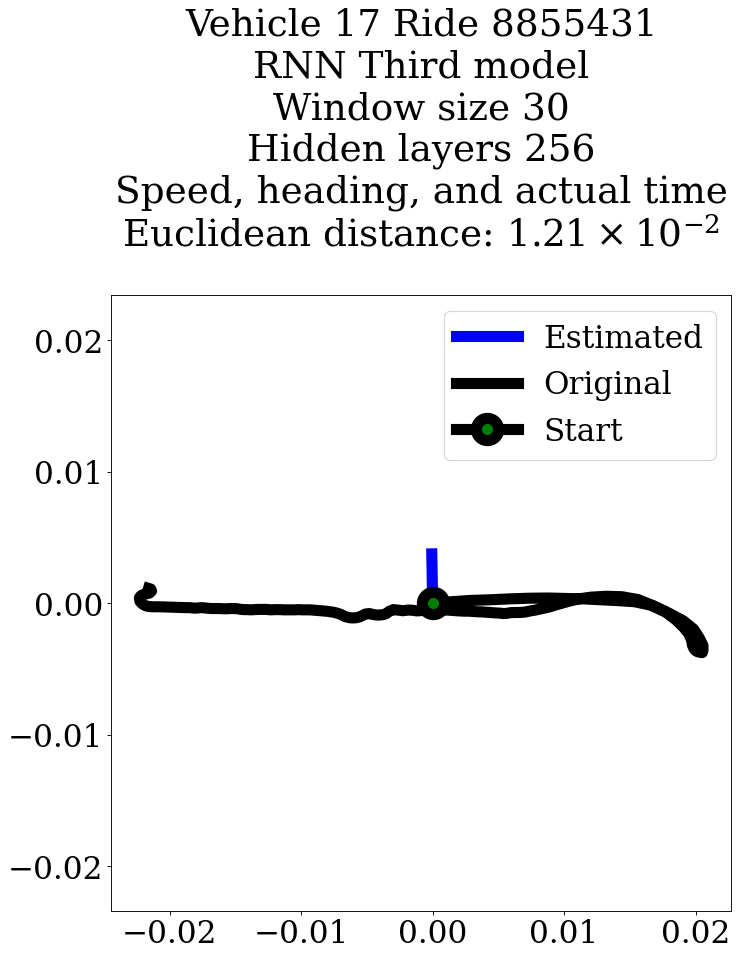 Vehicle 17 Ride 8855431
RNN Third model
Window size 30
Hidden layers 256
Speed, heading, and actual time
Euclidean distance: 1.21 × 10⁻²
Estimated
Original
Start
0.02
0.01
0.00
−0.01
−0.02
−0.02 −0.01 0.00 0.01 0.02